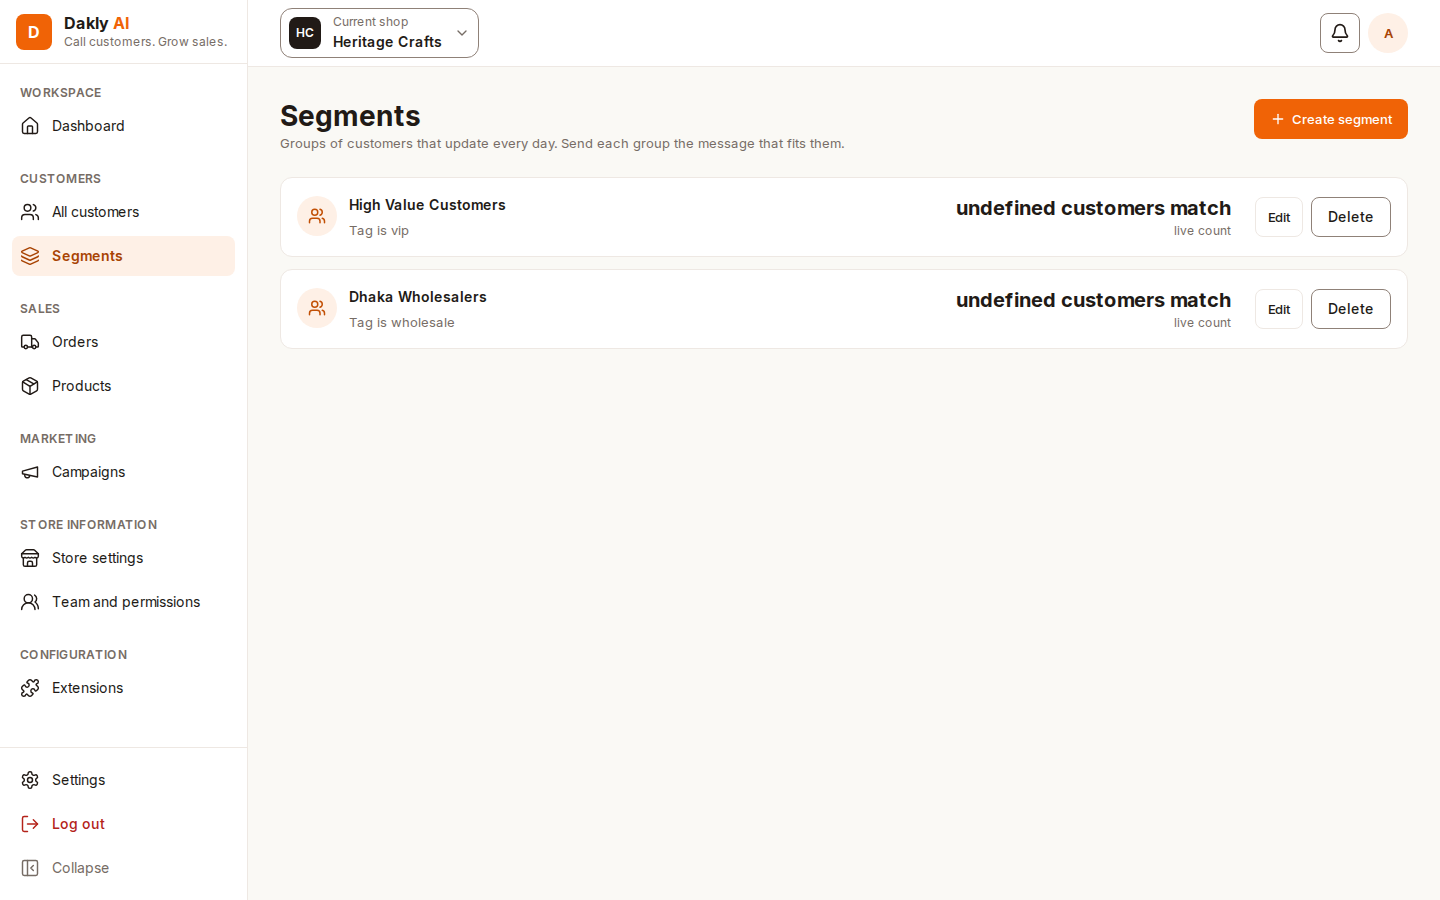 D
Dakly AI
Call customers. Grow sales.
WORKSPACE
Dashboard
CUSTOMERS
All customers
Segments
SALES
Orders
Products
MARKETING
Campaigns
STORE INFORMATION
Store settings
Team and permissions
CONFIGURATION
Extensions
Settings
Log out
Collapse
HC
Current shop
Heritage Crafts
A
Segments
Groups of customers that update every day. Send each group the message that fits them.
Create segment
High Value Customers
Tag is vip
undefined customers match
live count
Edit
Delete
Dhaka Wholesalers
Tag is wholesale
undefined customers match
live count
Edit
Delete